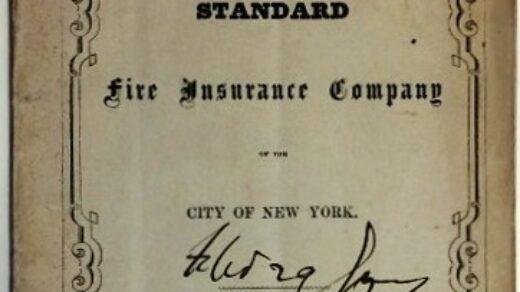 STANDARD
Fire Insurance Company
OF THE
CITY OF NEW YORK.